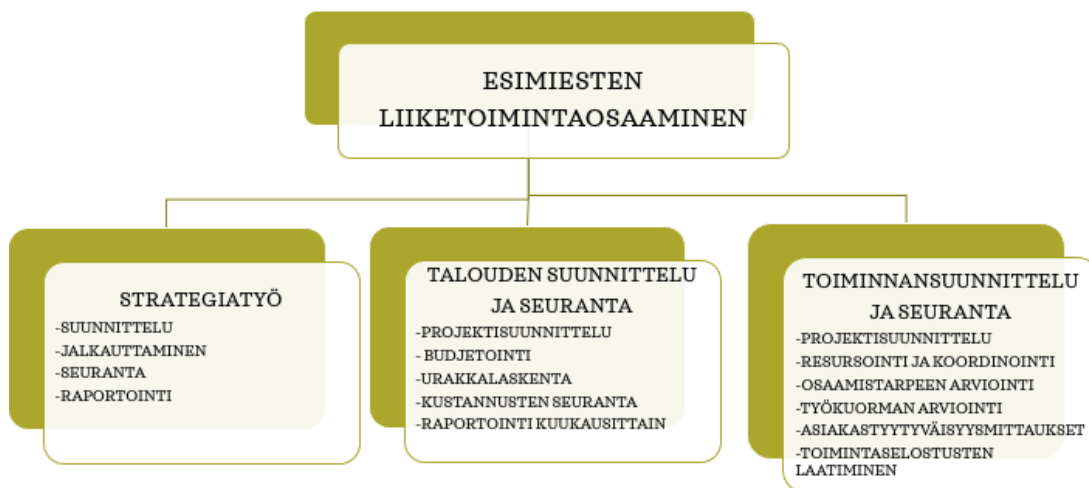 ESIMIESTEN
LIIKETOIMINTAOSAAMINEN
STRATEGIATYÖ
-SUUNNITTELU
-JALKAUTTAMINEN
-SEURANTA
-RAPORTOINTI
TALOUDEN SUUNNITTELU
JA SEURANTA
-PROJEKTISUUNNITTELU
- BUDJETOINTI
-URAKKALASKENTA
-KUSTANNUSTEN SEURANTA
-RAPORTOINTI KUUKAUSITTAIN
TOIMINNANSUUNNITTELU
JA SEURANTA
-PROJEKTISUUNNITTELU
-RESURSOINTI JA KOORDINOINTI
-OSAAMISTARPEEN ARVIOINTI
-TYÖKUORMAN ARVIOINTI
-ASIAKASTYYTYVÄISYYSMITTAUKSET
-TOIMINTASELOSTUSTEN
LAATIMINEN